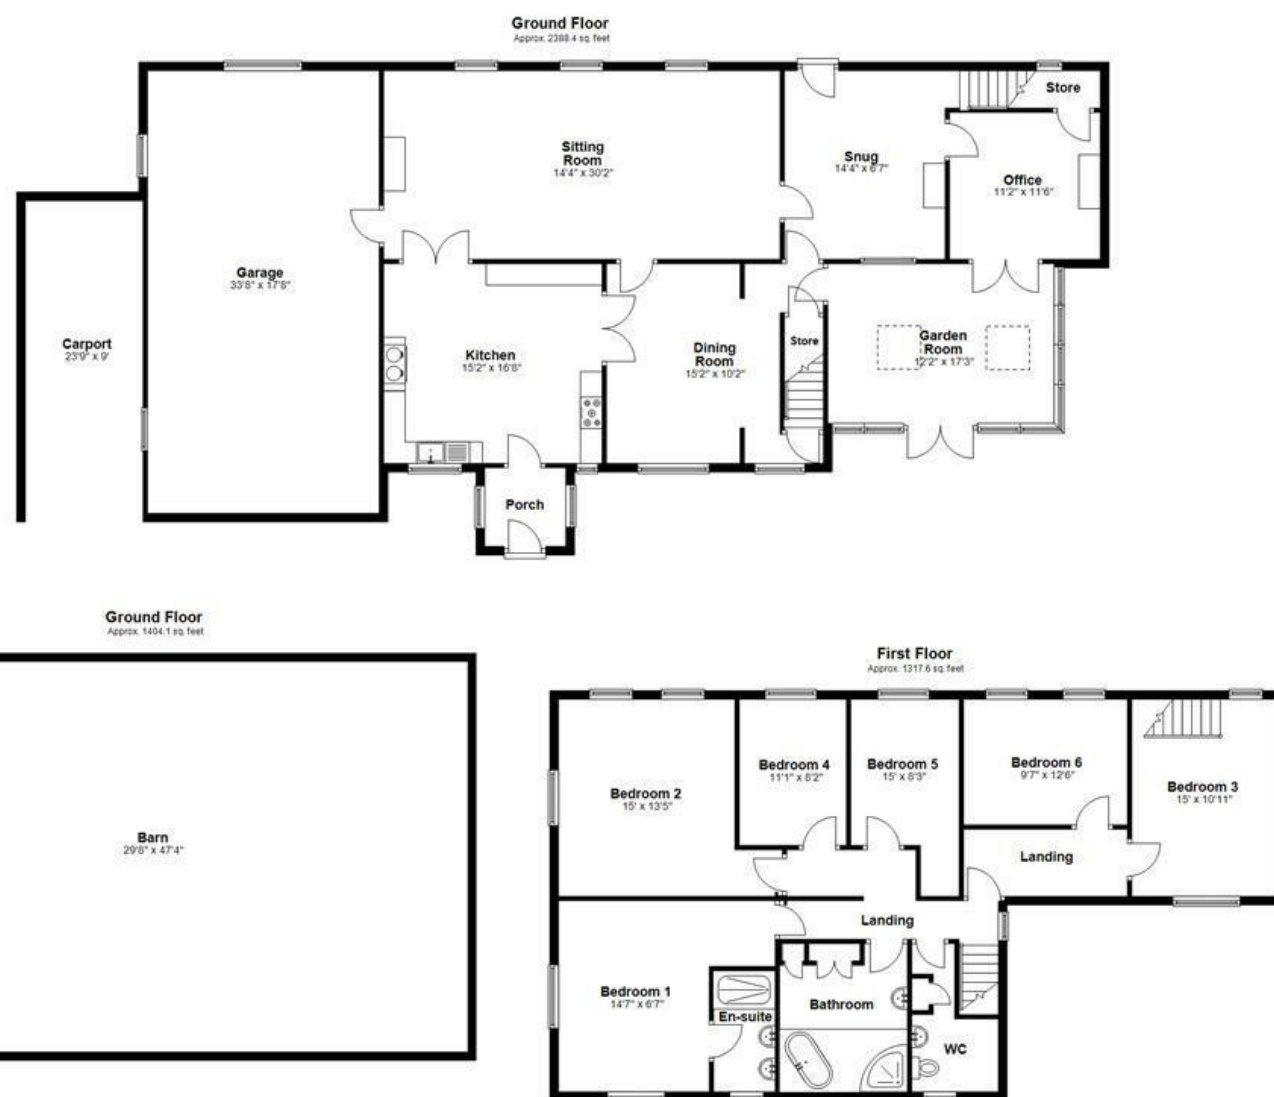 Ground Floor
Approx. 2388.4 sq. feet
Store
Sitting
Room
14'4" x 30'2"
Snug
14'4" x 6'7"
Office
11'2" x 11'6"
Garage
33'8" x 17'8"
Carport
23'9" x 9'
Kitchen
15'2" x 16'8"
Dining
Room
15'2" x 10'2"
Store
Garden
Room
12'2" x 17'3"
Porch
Ground Floor
Approx. 1404.1 sq. feet
Barn
29'8" x 47'4"
First Floor
Approx. 1317.6 sq. feet
Bedroom 2
15' x 13'5"
Bedroom 4
11'1" x 8'2"
Bedroom 5
15' x 8'3"
Bedroom 6
9'7" x 12'6"
Bedroom 3
15' x 10'11"
Landing
Landing
Bedroom 1
14'7" x 6'7"
En-suite
Bathroom
WC